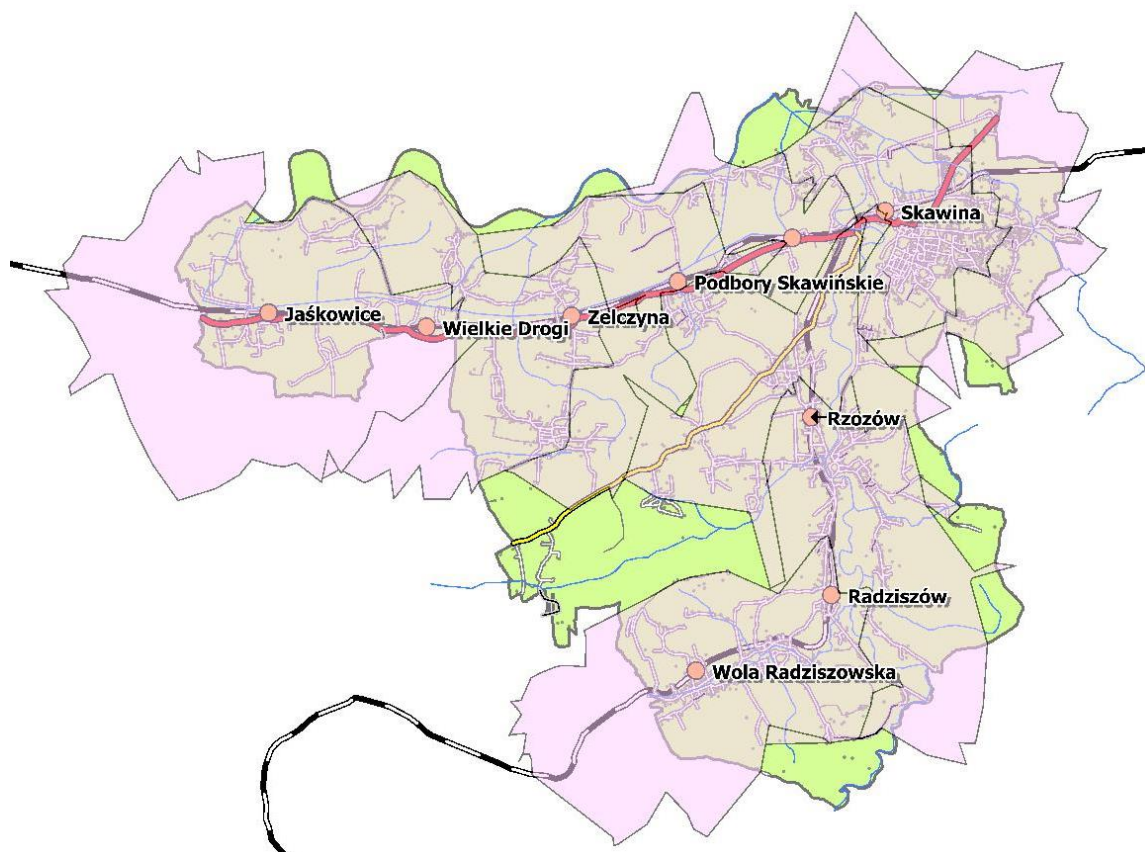 Skawina
Podbory Skawińskie
Jaśkowice
Wielkie Drogi
Zelczyna
Rzozów
Radziszów
Wola Radziszowska